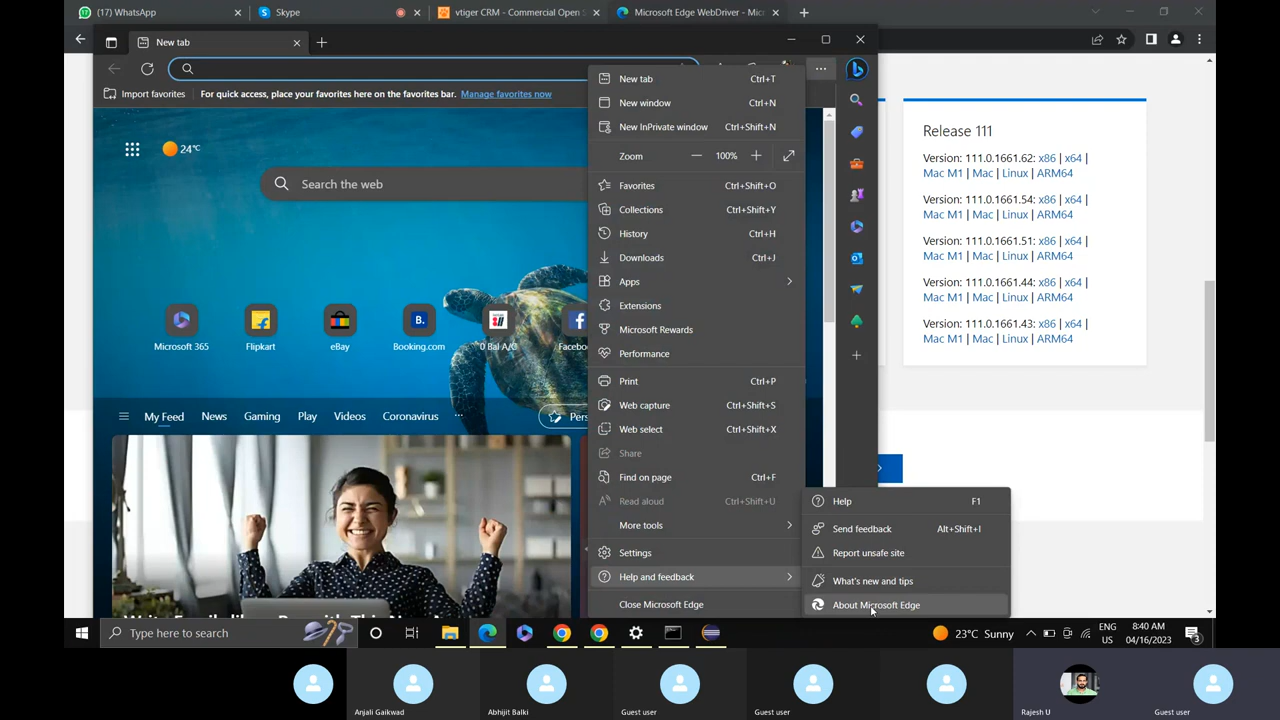 (17) WhatsApp
Skype
vtiger CRM - Commercial Open S
Microsoft Edge WebDriver - Micr
New tab
Import favorites
For quick access, place your favorites here on the favorites bar. Manage favorites now
24°C
Search the web
Microsoft 365
Flipkart
eBay
Booking.com
0 Bal A/C
Facebo
My Feed
News
Gaming
Play
Videos
Coronavirus
...
Pers
New tab Ctrl+T
New window Ctrl+N
New InPrivate window Ctrl+Shift+N
Zoom 100%
Favorites Ctrl+Shift+O
Collections Ctrl+Shift+Y
History Ctrl+H
Downloads Ctrl+J
Apps
Extensions
Microsoft Rewards
Performance
Print Ctrl+P
Web capture Ctrl+Shift+S
Web select Ctrl+Shift+X
Share
Find on page Ctrl+F
Read aloud Ctrl+Shift+U
More tools
Settings
Help and feedback
Close Microsoft Edge
Help F1
Send feedback Alt+Shift+I
Report unsafe site
What's new and tips
About Microsoft Edge
Release 111
Version: 111.0.1661.62: x86 | x64 |
Mac M1 | Mac | Linux | ARM64
Version: 111.0.1661.54: x86 | x64 |
Mac M1 | Mac | Linux | ARM64
Version: 111.0.1661.51: x86 | x64 |
Mac M1 | Mac | Linux | ARM64
Version: 111.0.1661.44: x86 | x64 |
Mac M1 | Mac | Linux | ARM64
Version: 111.0.1661.43: x86 | x64 |
Mac M1 | Mac | Linux | ARM64
Type here to search
23°C Sunny
ENG
US
8:40 AM
04/16/2023
3
Anjali Gaikwad
Abhijit Balki
Guest user
Guest user
Rajesh U
Guest user